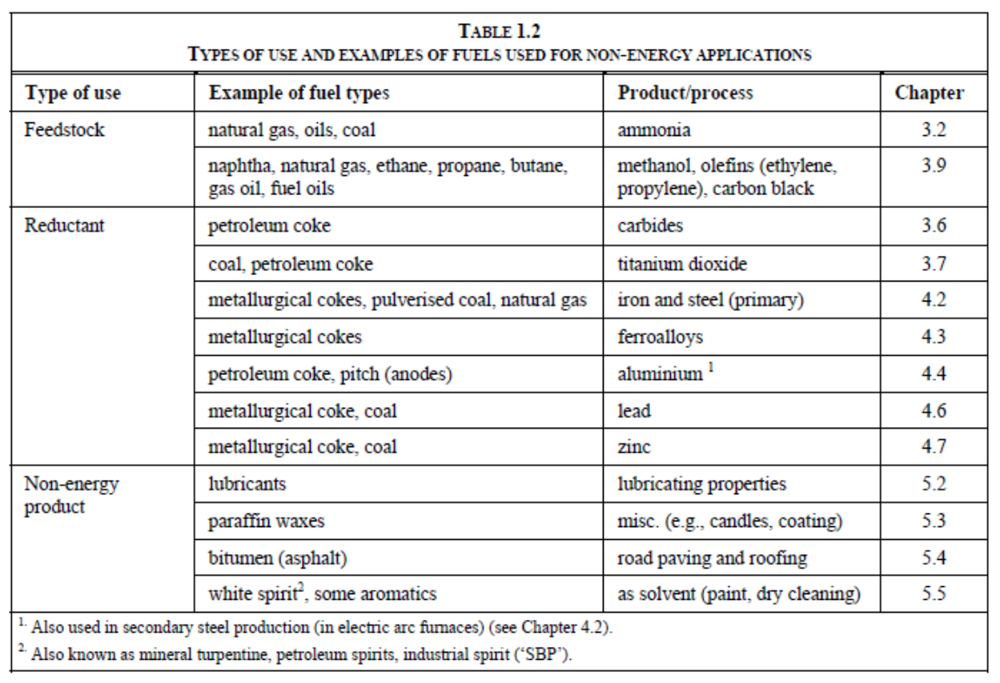 TABLE 1.2
TYPES OF USE AND EXAMPLES OF FUELS USED FOR NON-ENERGY APPLICATIONS
Type of use Example of fuel types Product/process Chapter
Feedstock natural gas, oils, coal ammonia 3.2
naphtha, natural gas, ethane, propane, butane, methanol, olefins (ethylene, 3.9
gas oil, fuel oils propylene), carbon black
Reductant petroleum coke carbides 3.6
coal, petroleum coke titanium dioxide 3.7
metallurgical cokes, pulverised coal, natural gas iron and steel (primary) 4.2
metallurgical cokes ferroalloys 4.3
petroleum coke, pitch (anodes) aluminium 1 4.4
metallurgical coke, coal lead 4.6
metallurgical coke, coal zinc 4.7
Non-energy lubricants lubricating properties 5.2
product
paraffin waxes misc. (e.g., candles, coating) 5.3
bitumen (asphalt) road paving and roofing 5.4
white spirit2, some aromatics as solvent (paint, dry cleaning) 5.5
1. Also used in secondary steel production (in electric arc furnaces) (see Chapter 4.2).
2. Also known as mineral turpentine, petroleum spirits, industrial spirit (‘SBP’).